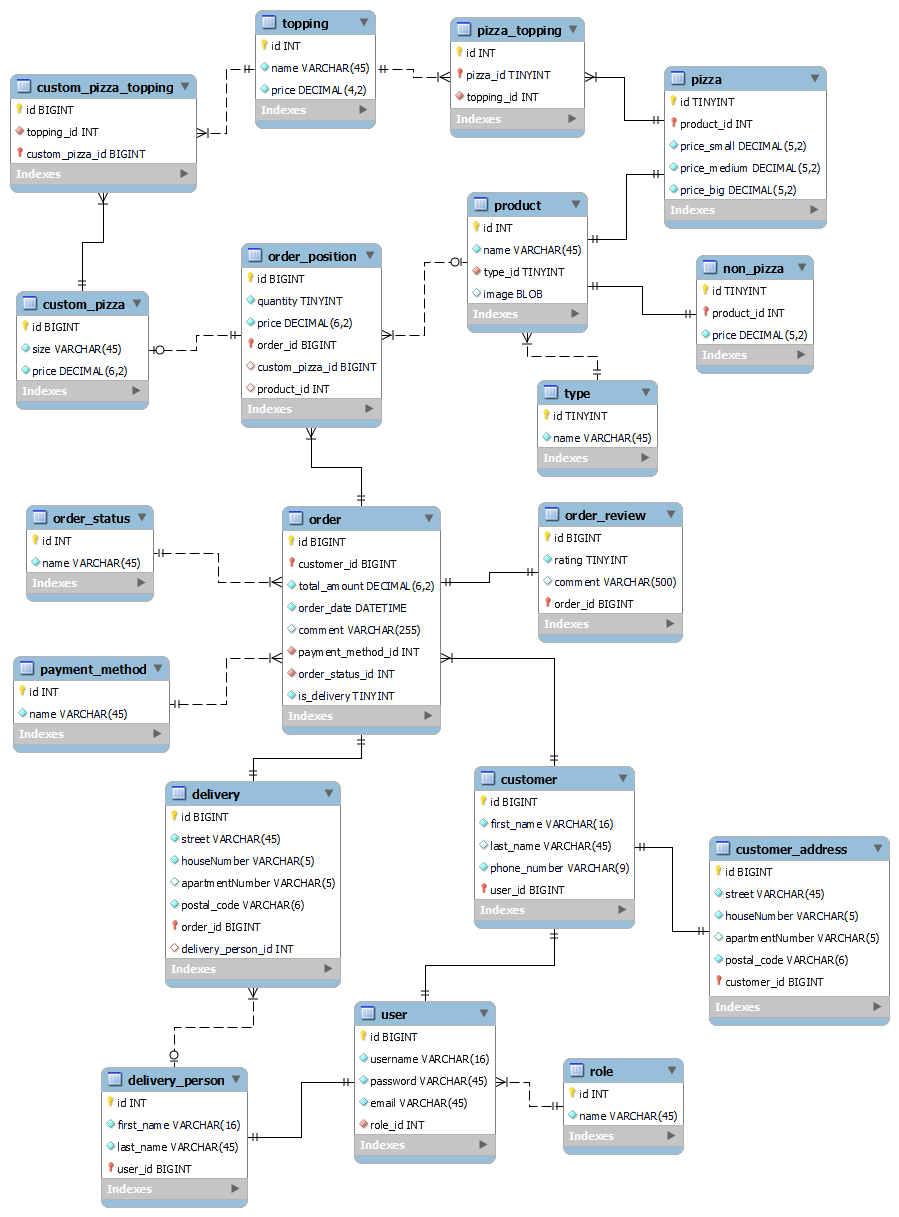 topping
id INT
name VARCHAR(45)
price DECIMAL(4,2)
Indexes
pizza_topping
id INT
pizza_id TINYINT
topping_id INT
Indexes
pizza
id TINYINT
product_id INT
price_small DECIMAL(5,2)
price_medium DECIMAL(5,2)
price_big DECIMAL(5,2)
Indexes
custom_pizza_topping
id BIGINT
topping_id INT
custom_pizza_id BIGINT
Indexes
product
id INT
name VARCHAR(45)
type_id TINYINT
image BLOB
Indexes
order_position
id BIGINT
quantity TINYINT
price DECIMAL(6,2)
order_id BIGINT
custom_pizza_id BIGINT
product_id INT
Indexes
non_pizza
id TINYINT
product_id INT
price DECIMAL(5,2)
Indexes
custom_pizza
id BIGINT
size VARCHAR(45)
price DECIMAL(6,2)
Indexes
type
id TINYINT
name VARCHAR(45)
Indexes
order_status
id INT
name VARCHAR(45)
Indexes
order
id BIGINT
customer_id BIGINT
total_amount DECIMAL(6,2)
order_date DATETIME
comment VARCHAR(255)
payment_method_id INT
order_status_id INT
is_delivery TINYINT
Indexes
order_review
id BIGINT
rating TINYINT
comment VARCHAR(500)
order_id BIGINT
Indexes
payment_method
id INT
name VARCHAR(45)
Indexes
delivery
id BIGINT
street VARCHAR(45)
houseNumber VARCHAR(5)
apartmentNumber VARCHAR(5)
postal_code VARCHAR(6)
order_id BIGINT
delivery_person_id INT
Indexes
customer
id BIGINT
first_name VARCHAR(16)
last_name VARCHAR(45)
phone_number VARCHAR(9)
user_id BIGINT
Indexes
customer_address
id BIGINT
street VARCHAR(45)
houseNumber VARCHAR(5)
apartmentNumber VARCHAR(5)
postal_code VARCHAR(6)
customer_id BIGINT
Indexes
user
id BIGINT
username VARCHAR(16)
password VARCHAR(45)
email VARCHAR(45)
role_id INT
Indexes
role
id INT
name VARCHAR(45)
Indexes
delivery_person
id INT
first_name VARCHAR(16)
last_name VARCHAR(45)
user_id BIGINT
Indexes